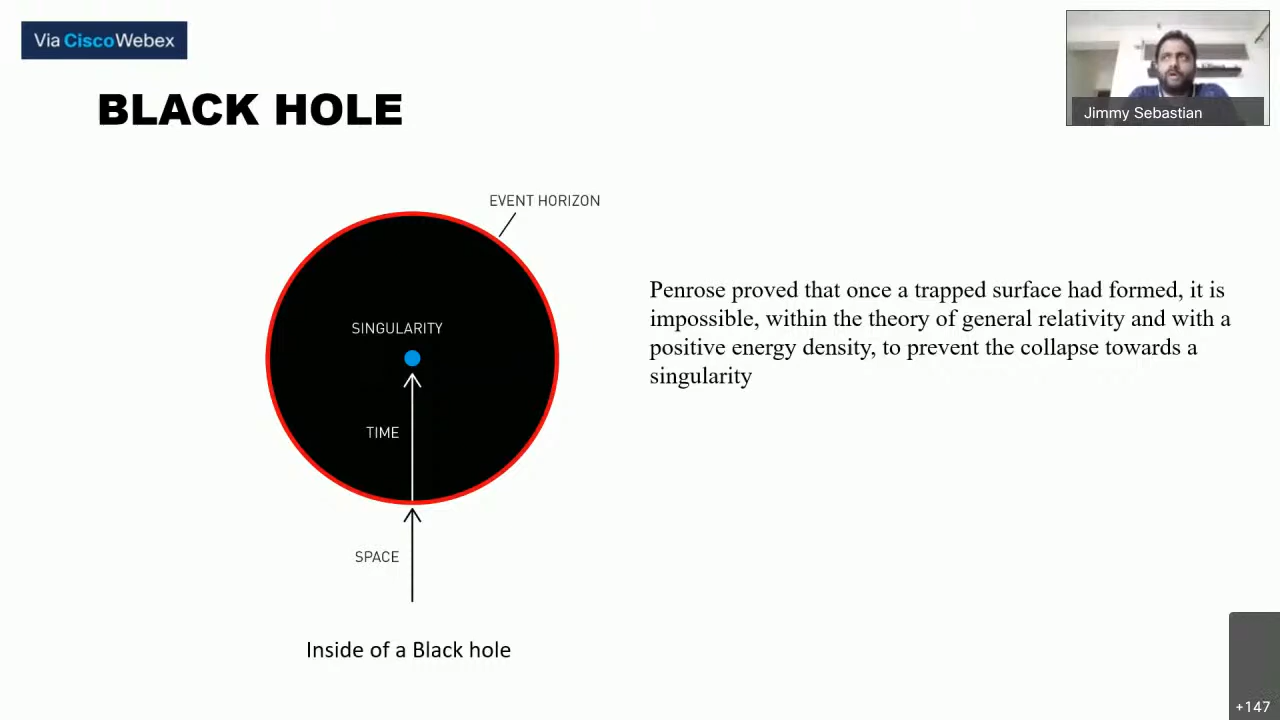 Via CiscoWebex
BLACK HOLE
Jimmy Sebastian
EVENT HORIZON
SINGULARITY
TIME
SPACE
Inside of a Black hole
Penrose proved that once a trapped surface had formed, it is
impossible, within the theory of general relativity and with a
positive energy density, to prevent the collapse towards a
singularity
+147